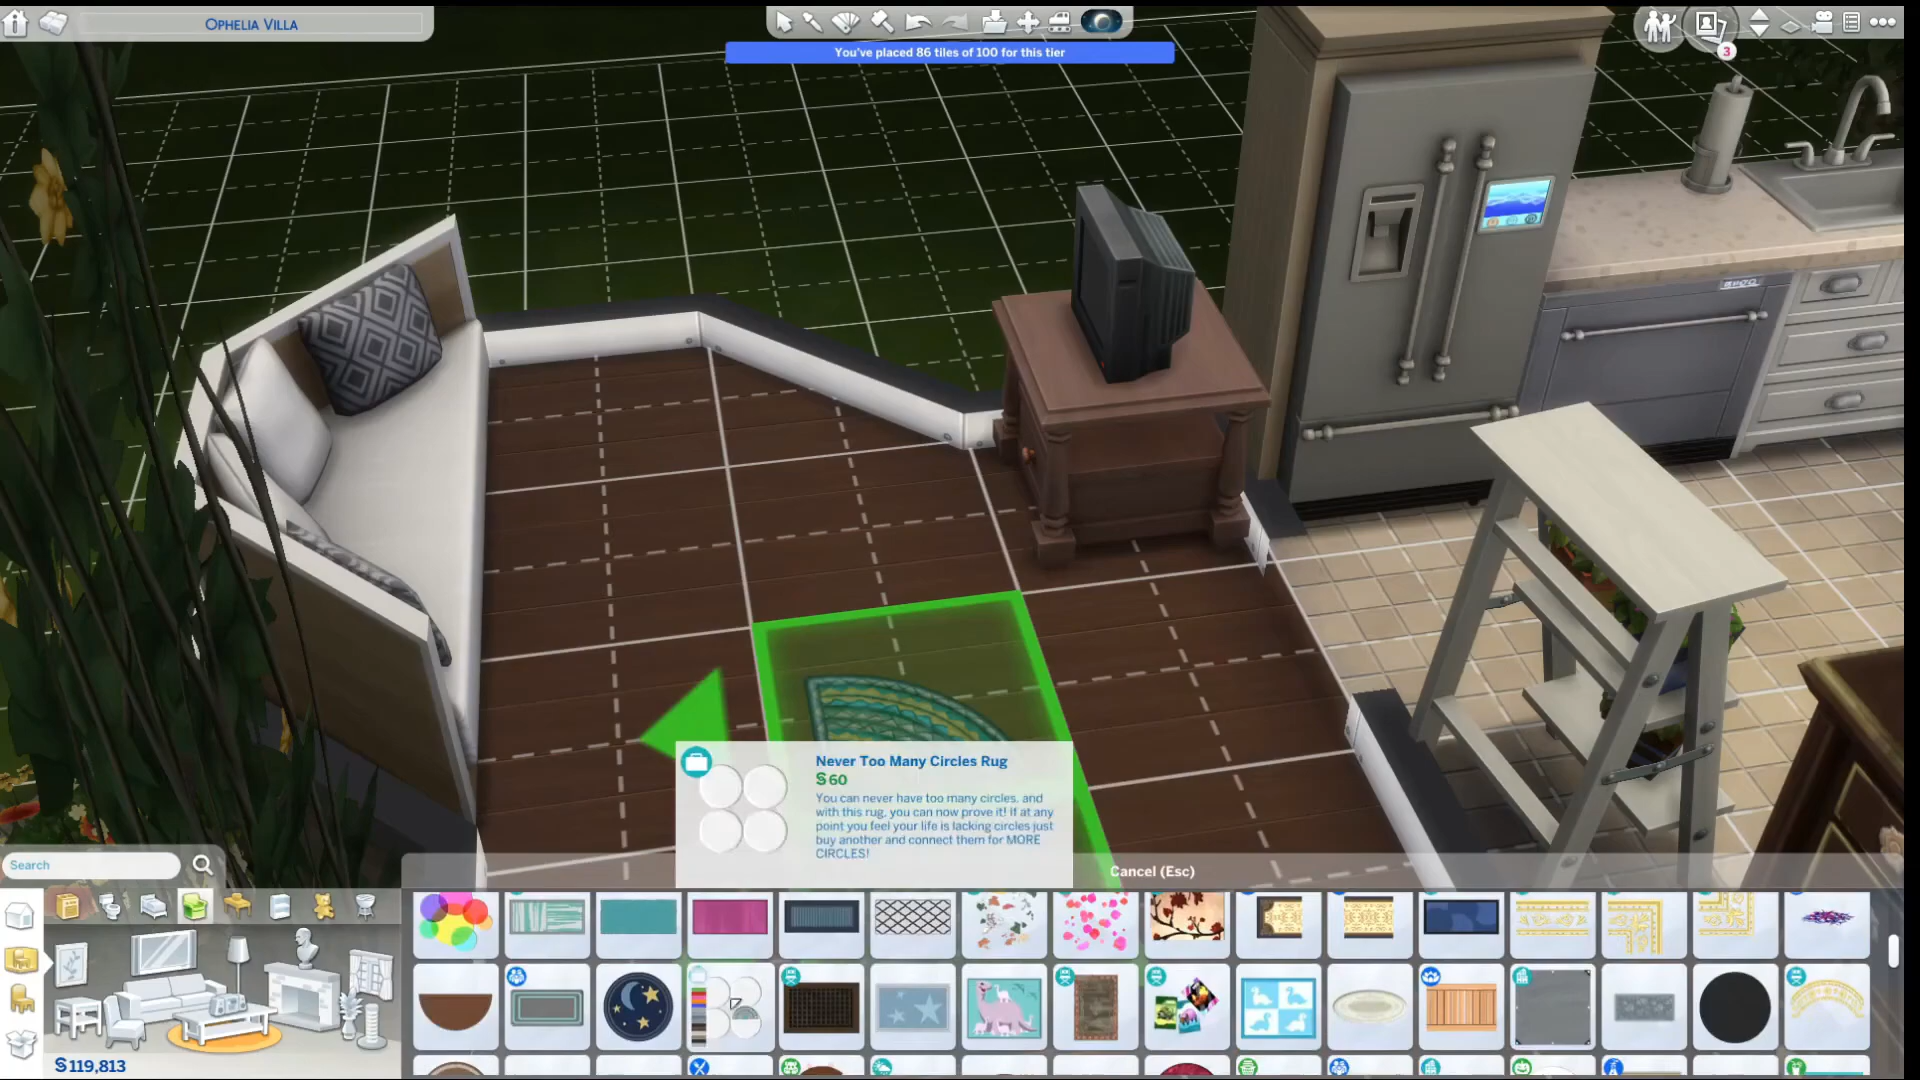 OPHELIA VILLA
You've placed 86 tiles of 100 for this tier
3
Never Too Many Circles Rug
§60
You can never have too many circles, and
with this rug, you can now prove it! If at any
point you feel your life is lacking circles just
buy another and connect them for MORE
CIRCLES!
Cancel (Esc)
Search
§119,813